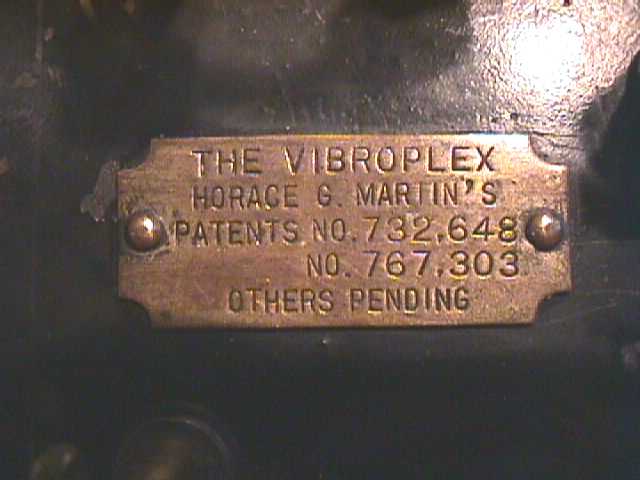 THE VIBROPLEX
HORACE G. MARTIN'S
PATENTS NO. 732,648
NO. 767,303
OTHERS PENDING